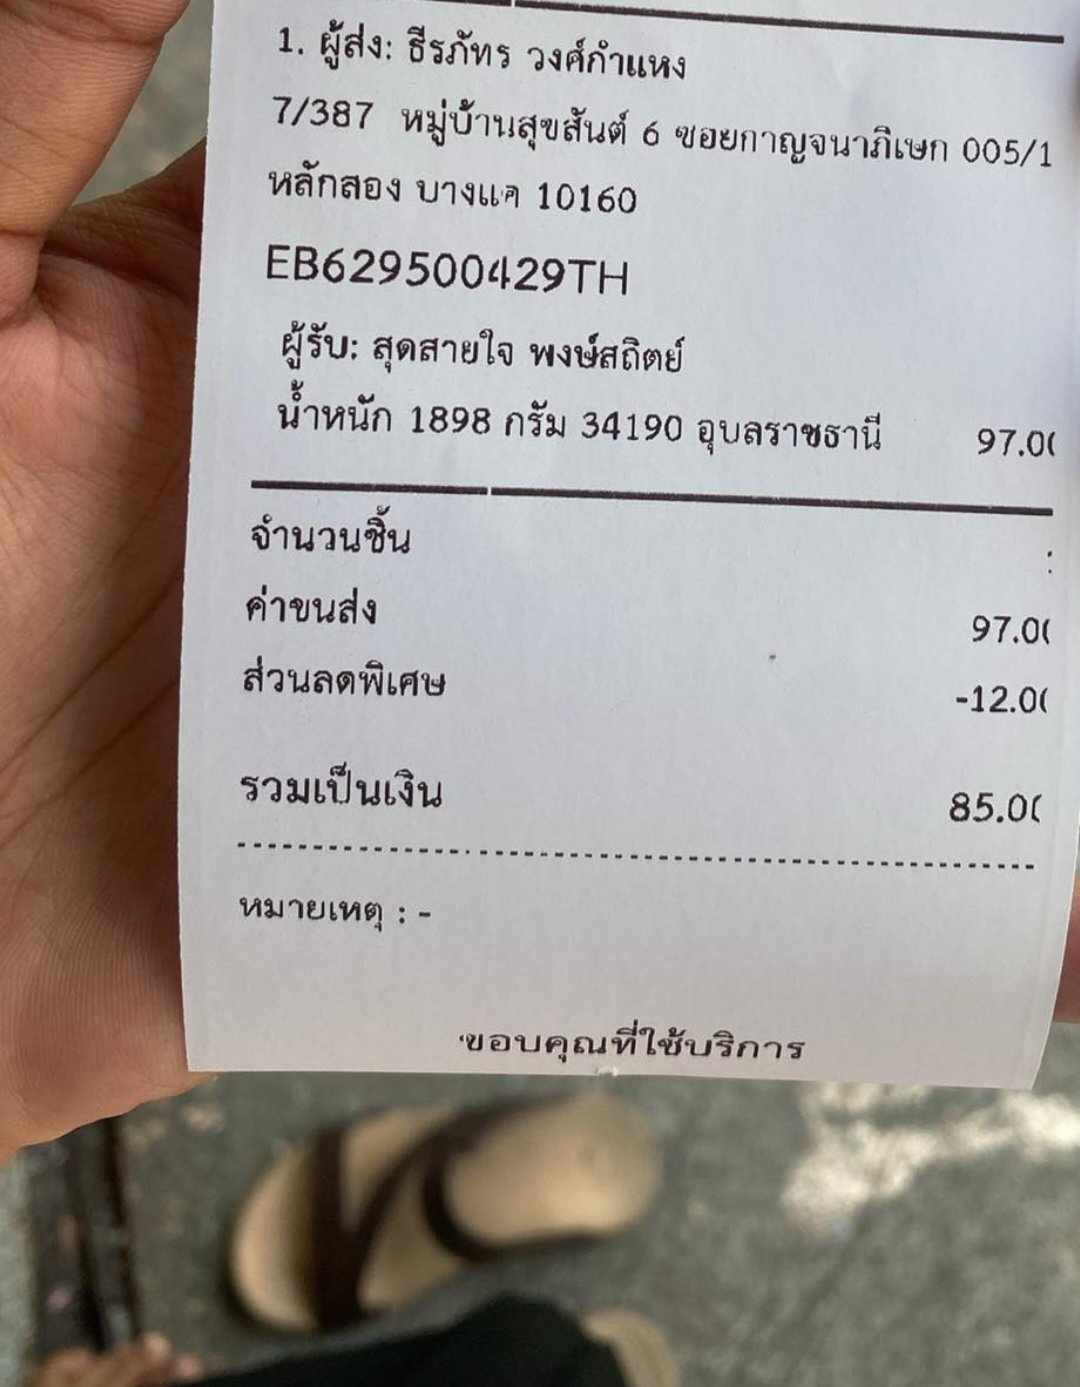 1. ผู้ส่ง: ธีรภัทร วงศ์กำแหง
7/387 หมู่บ้านสุขสันต์ 6 ซอยกาญจนาภิเษก 005/1
หลักสอง บางแค 10160
EB629500429TH
ผู้รับ: สุดสายใจ พงษ์สถิตย์
น้ำหนัก 1898 กรัม 34190 อุบลราชธานี 97.00
จำนวนชิ้น
ค่าขนส่ง 97.00
ส่วนลดพิเศษ -12.00
รวมเป็นเงิน 85.00
หมายเหตุ : -
ขอบคุณที่ใช้บริการ